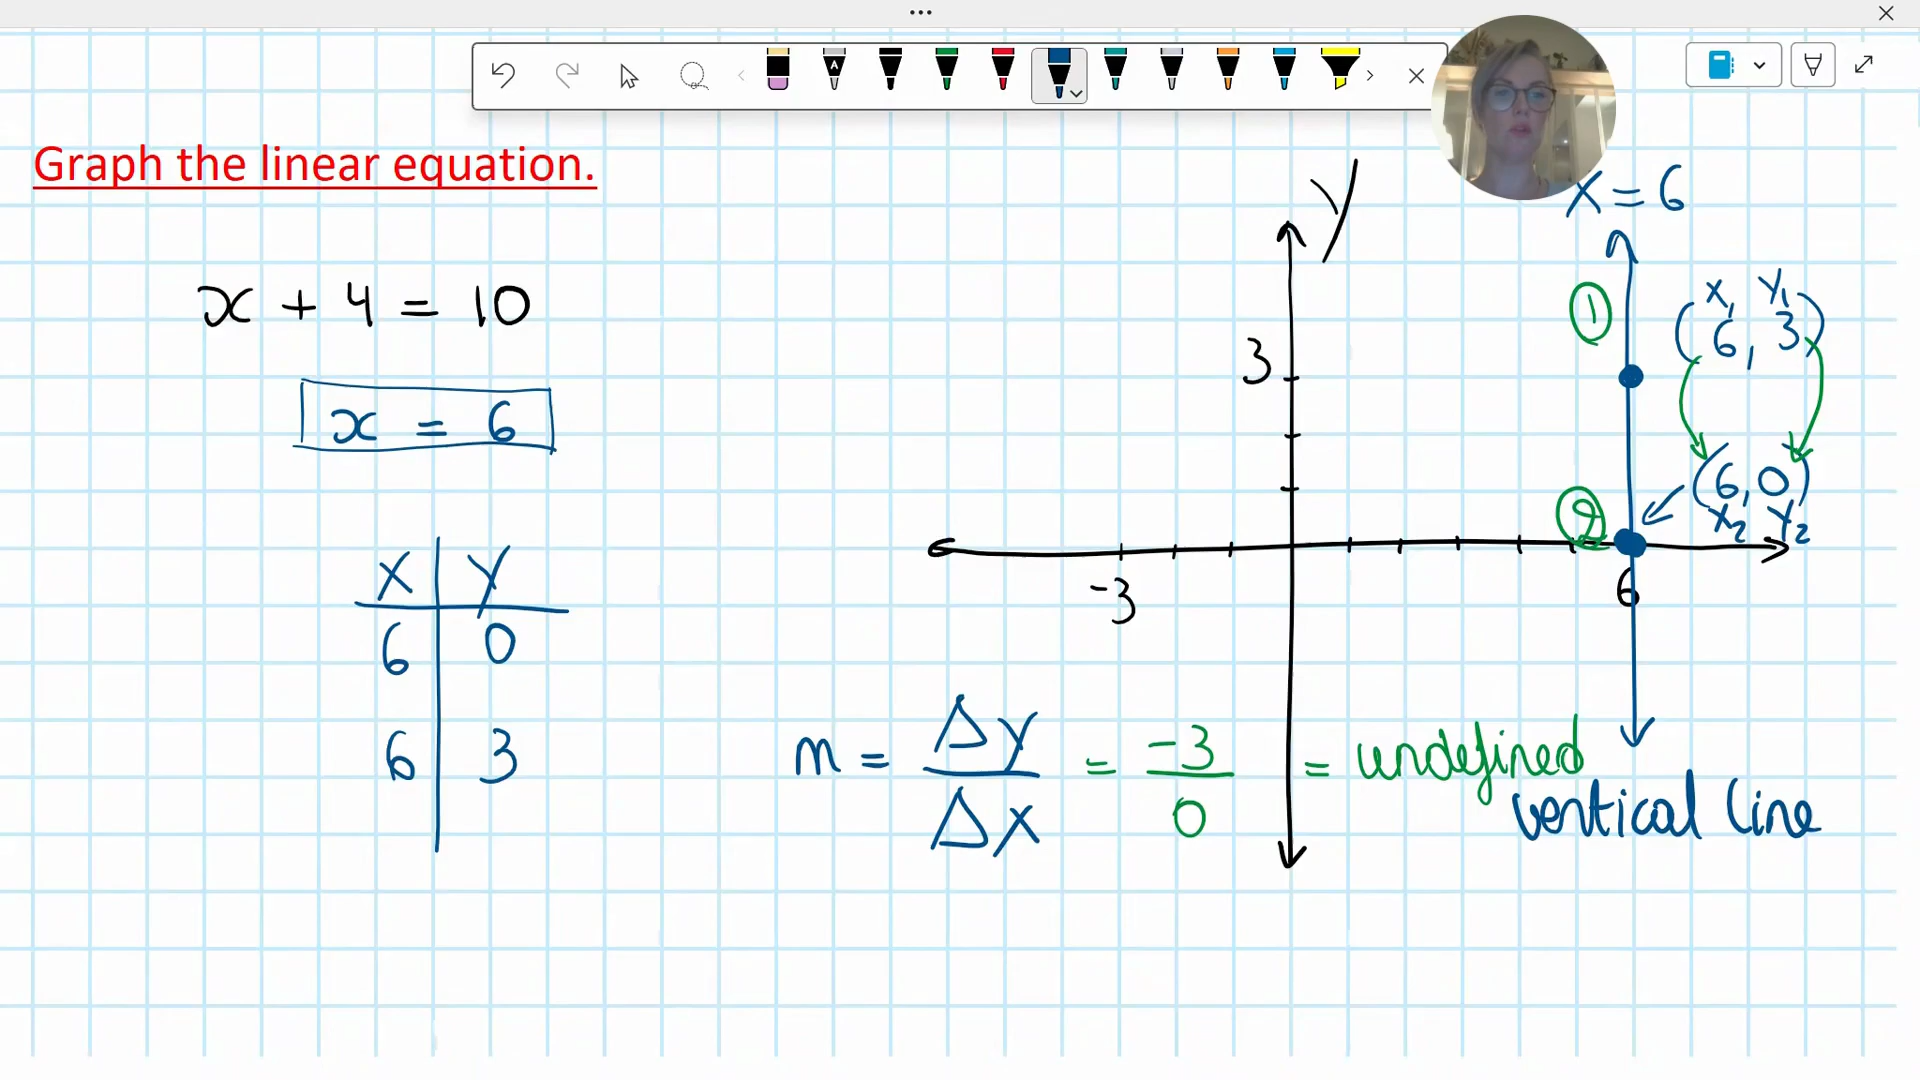 Graph the linear equation.
x + 4 = 10
x = 6
X Y
6 0
6 3
y
x = 6
① x₁ y₁
(6, 3)
3
② (6, 0)
x₂ y₂
-3 6
m = Δy/Δx = -3/0 = undefined
vertical line